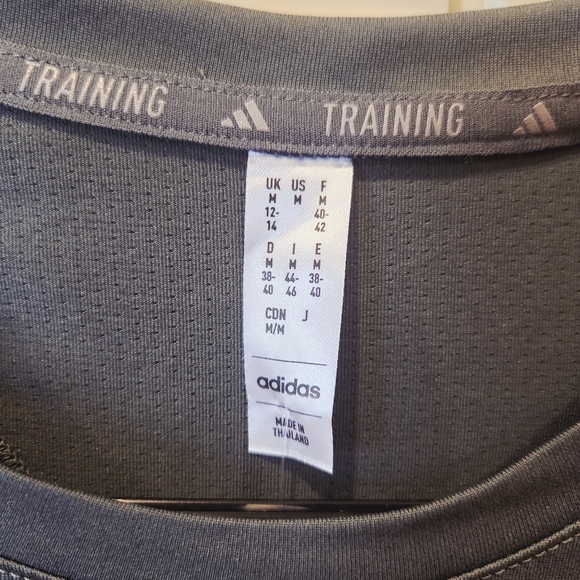 TRAINING TRAINING
UK US F
M M M
12- 40-
14 42
D I E
M M M
38- 44- 38-
40 46 40
CDN J
M/M
adidas
MADE IN
THAILAND